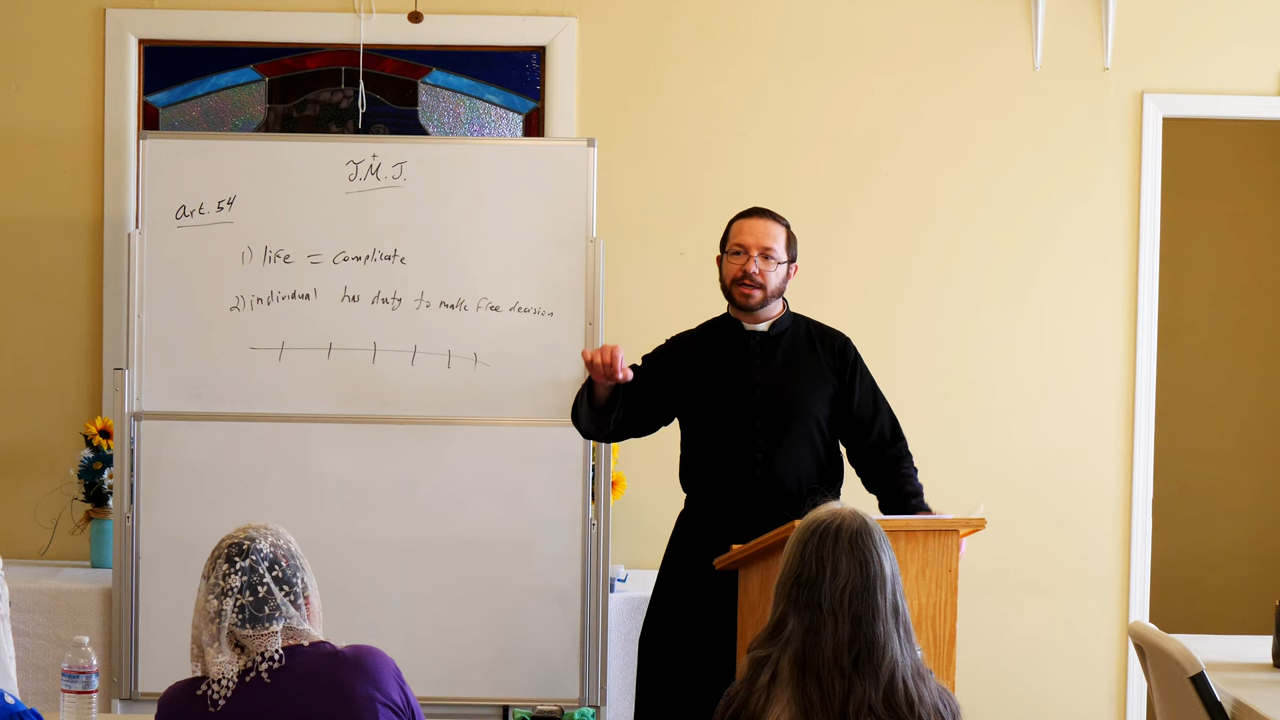 J.M.J.
Art. 54
1) life = complicate
2) individual has duty to make free decision